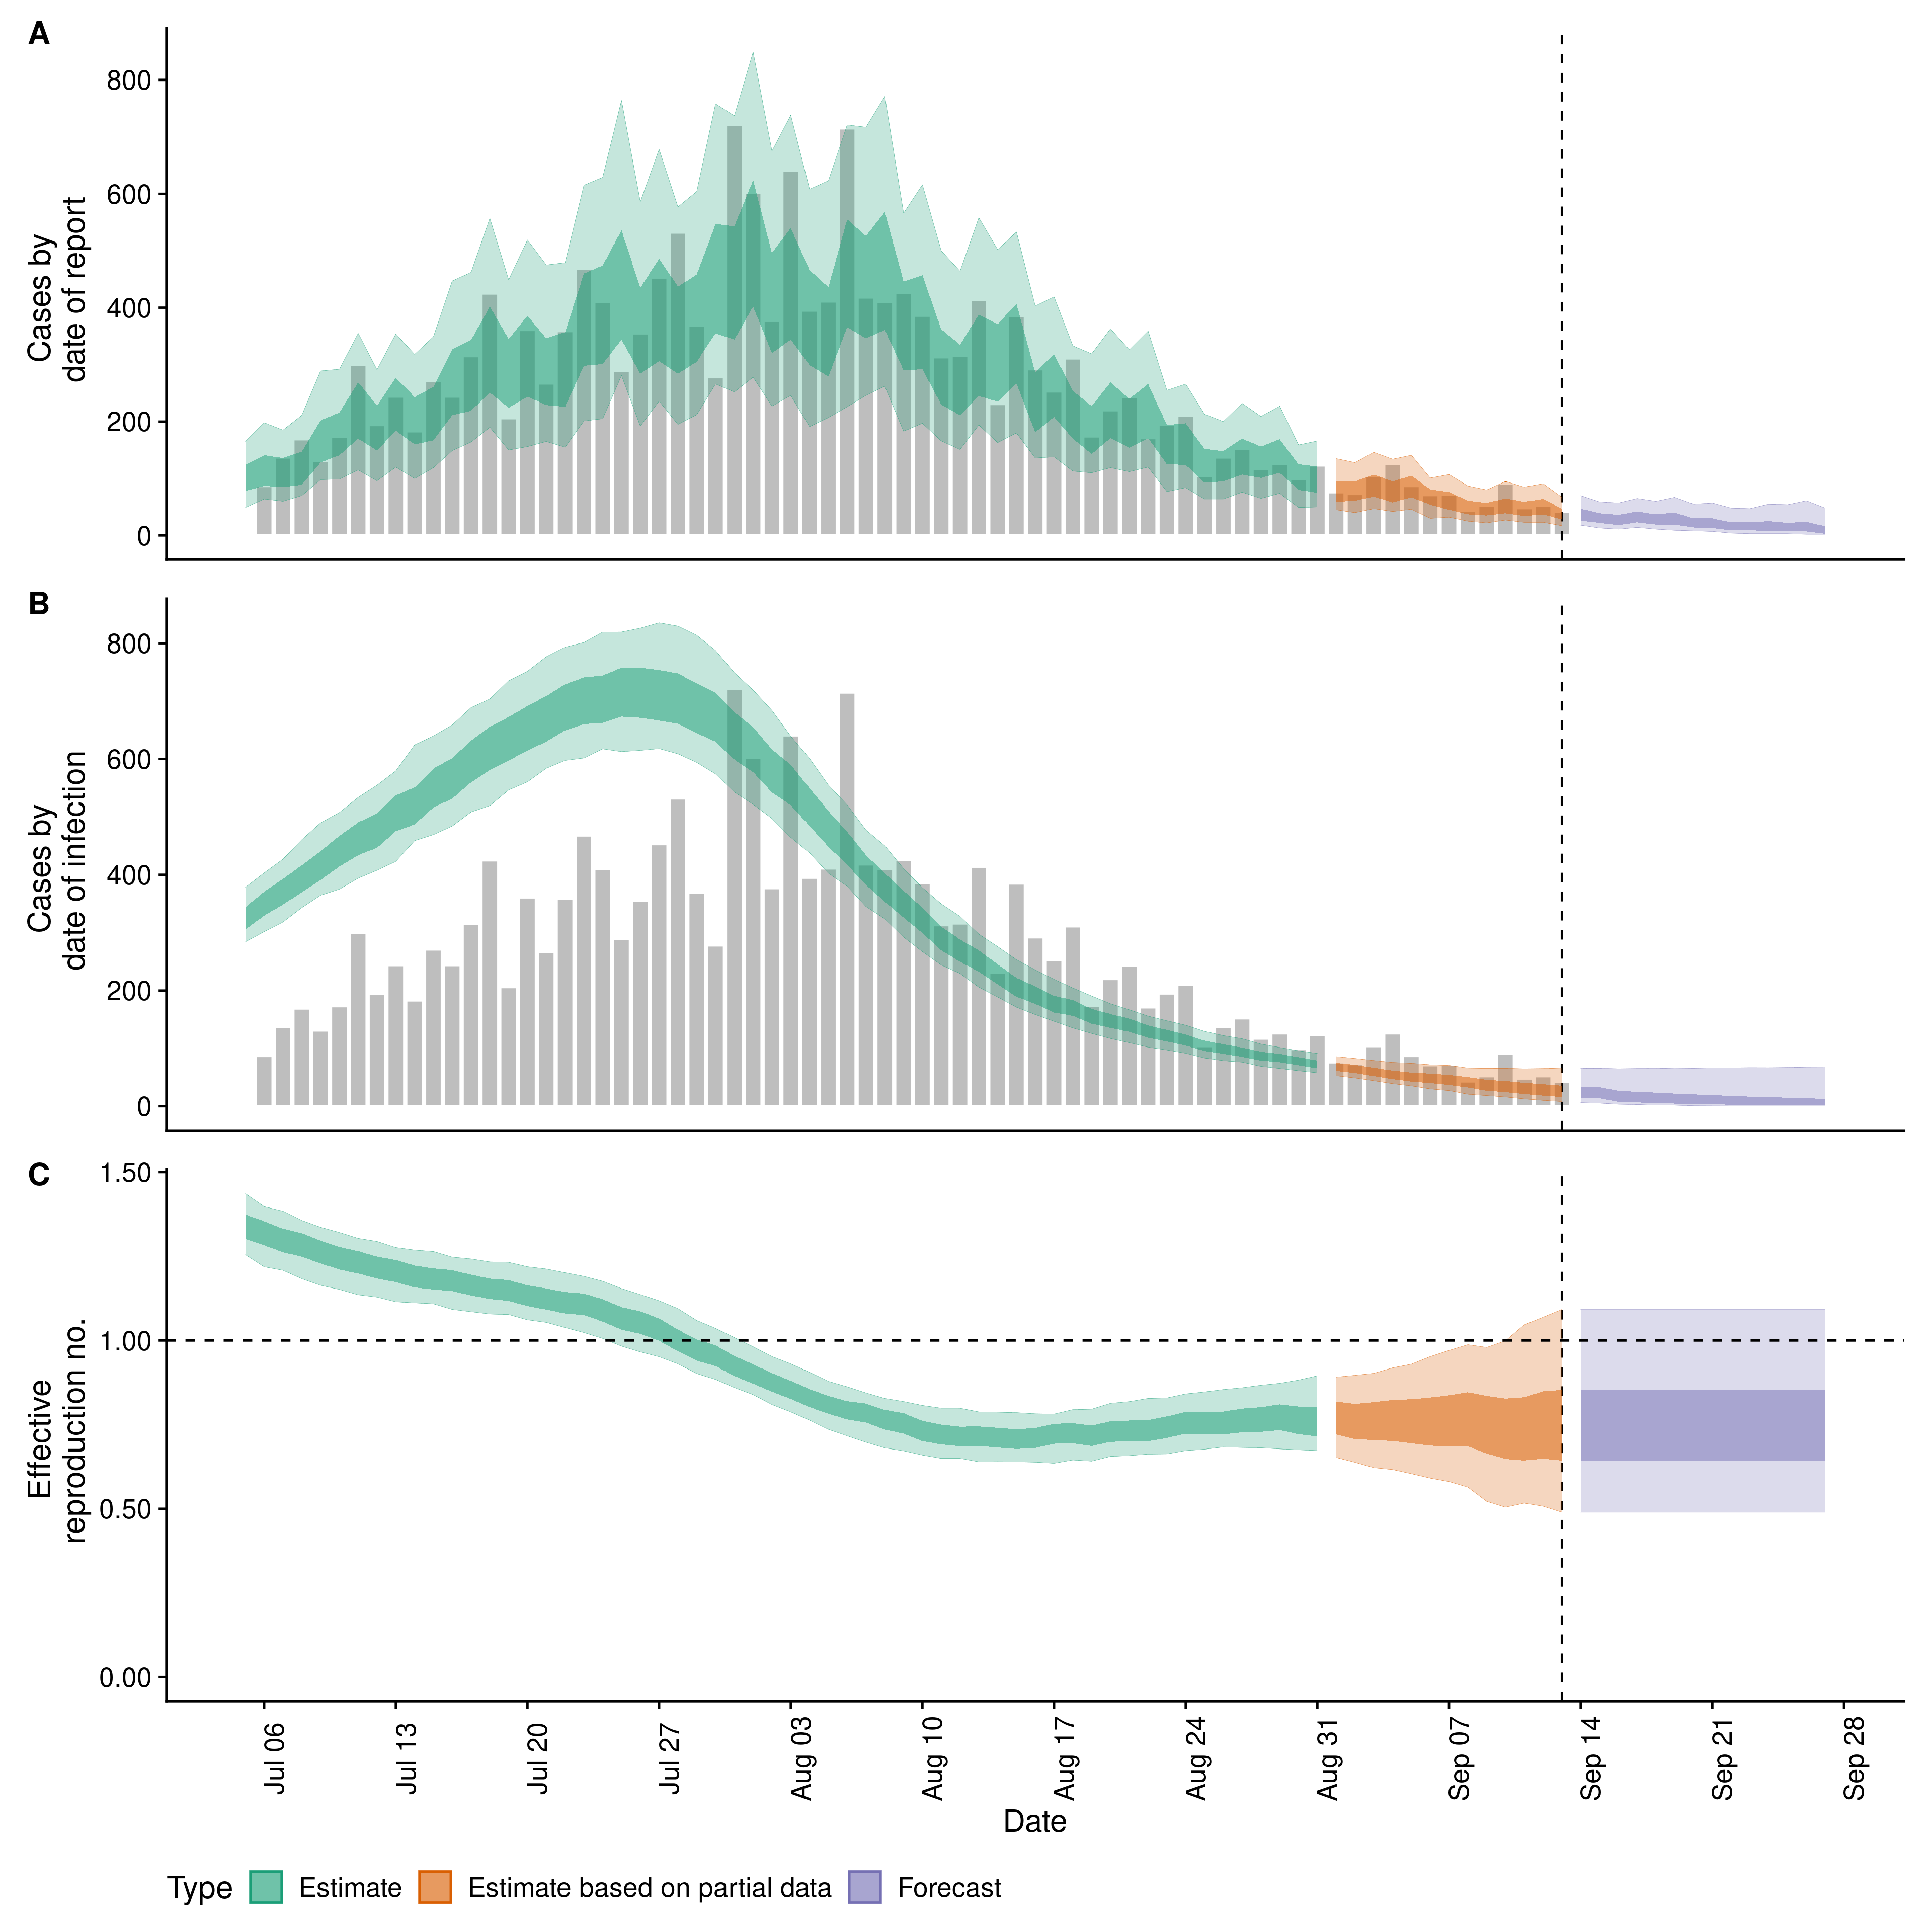 A
800
600
400
200
0
Cases by
date of report
B
800
600
400
200
0
Cases by
date of infection
C
1.50
1.00
0.50
0.00
Effective
reproduction no.
Jul 06
Jul 13
Jul 20
Jul 27
Aug 03
Aug 10
Aug 17
Aug 24
Aug 31
Sep 07
Sep 14
Sep 21
Sep 28
Date
Type Estimate Estimate based on partial data Forecast